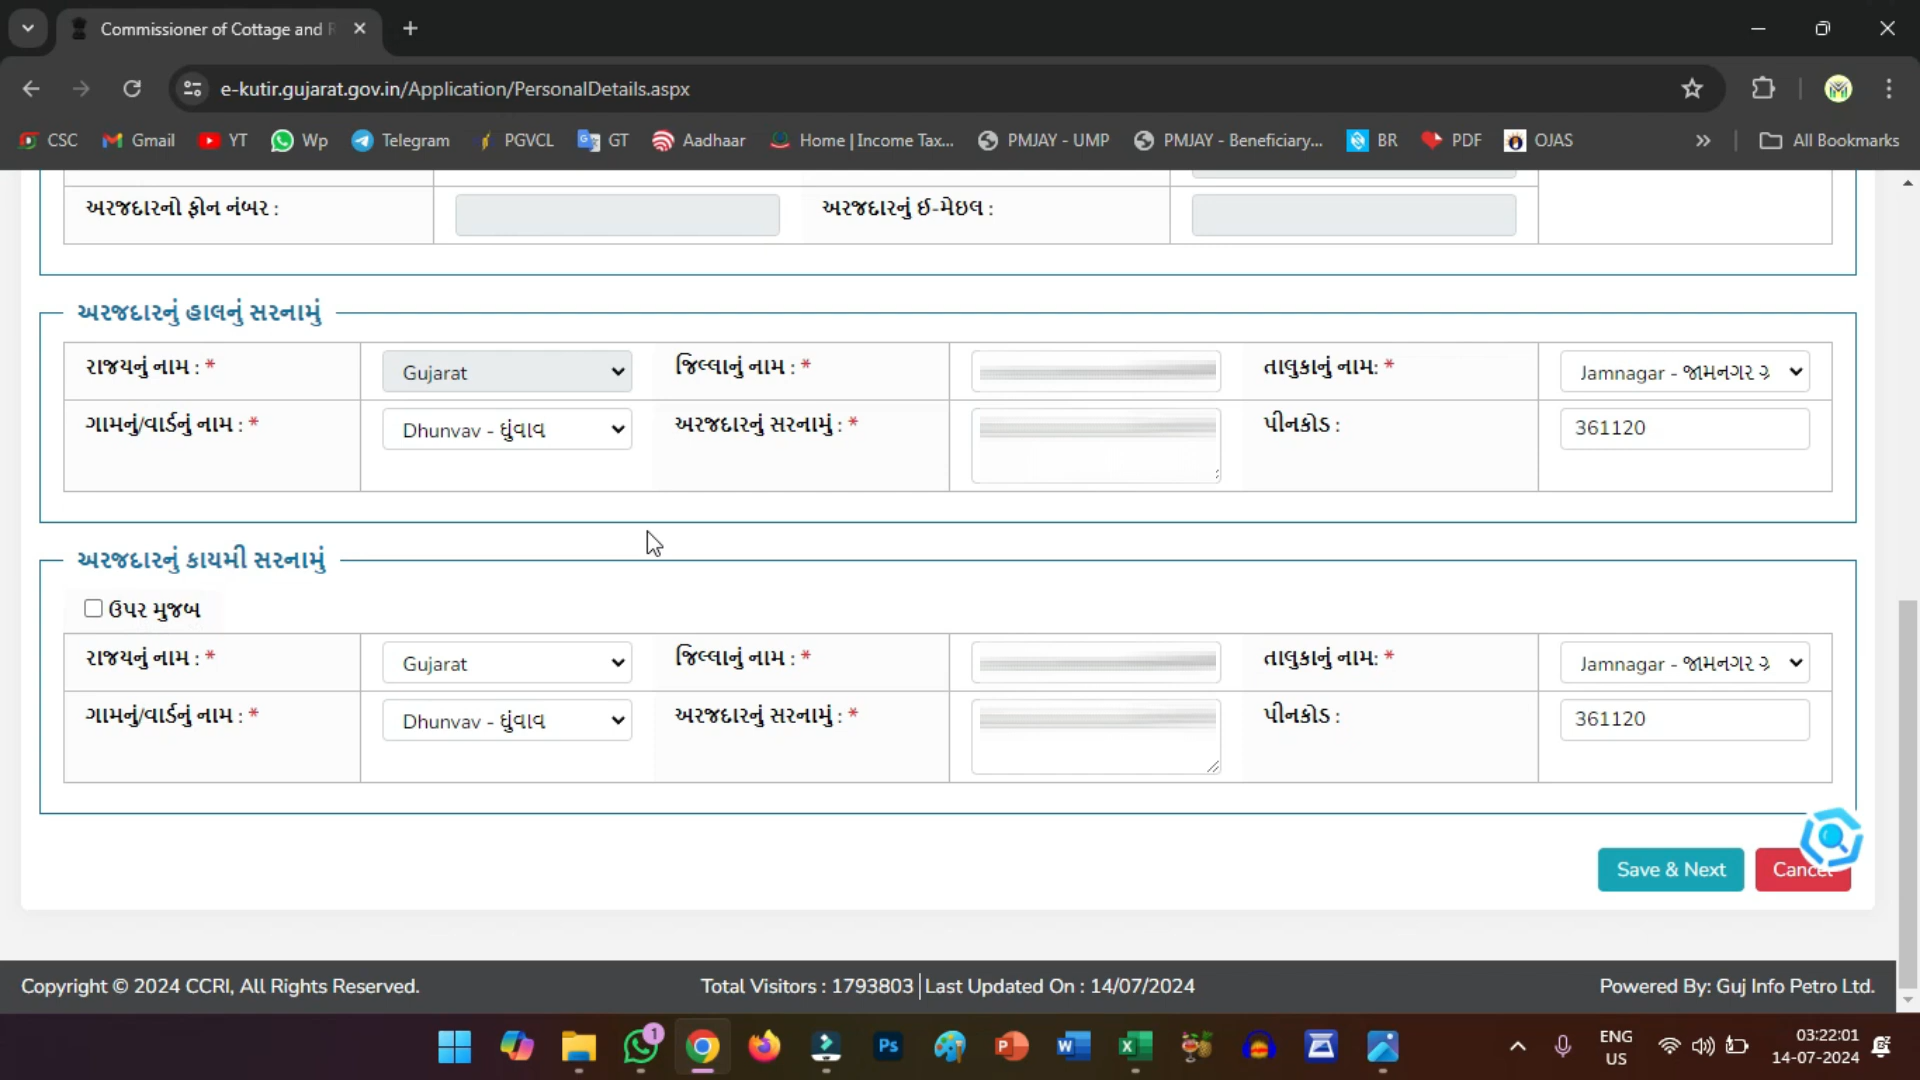 Commissioner of Cottage and R
e-kutir.gujarat.gov.in/Application/PersonalDetails.aspx
CSC Gmail YT Wp Telegram PGVCL GT Aadhaar Home | Income Tax... PMJAY - UMP PMJAY - Beneficiary... BR PDF OJAS » All Bookmarks
અરજદારનો ફોન નંબર : અરજદારનું ઈ-મેઇલ :
અરજદારનું હાલનું સરનામું
રાજ્યનું નામ : * Gujarat જિલ્લાનું નામ : * તાલુકાનું નામ: * Jamnagar - જામનગર ગ્ર
ગામનું/વાર્ડનું નામ : * Dhunvav - ધુંવાવ અરજદારનું સરનામું : * પીનકોડ : 361120
અરજદારનું કાયમી સરનામું
ઉપર મુજબ
રાજ્યનું નામ : * Gujarat જિલ્લાનું નામ : * તાલુકાનું નામ: * Jamnagar - જામનગર ગ્ર
ગામનું/વાર્ડનું નામ : * Dhunvav - ધુંવાવ અરજદારનું સરનામું : * પીનકોડ : 361120
Save & Next Cancel
Copyright © 2024 CCRI, All Rights Reserved. Total Visitors : 1793803 | Last Updated On : 14/07/2024 Powered By: Guj Info Petro Ltd.
1 Ps P W X ENG 03:22:01
US 14-07-2024